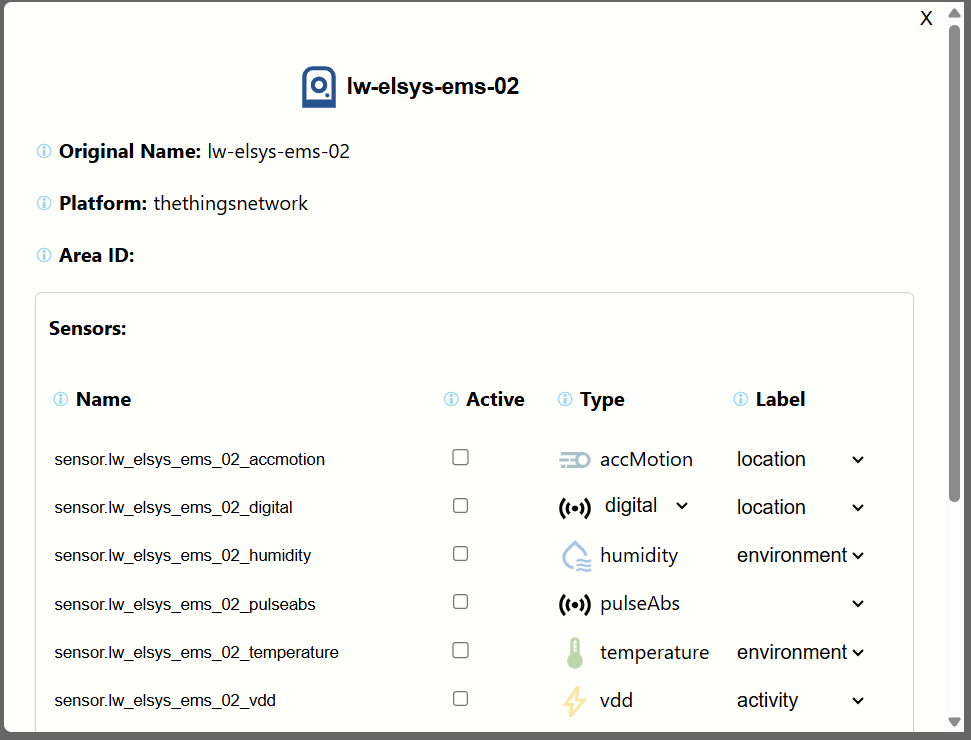 X
lw-elsys-ems-02
Original Name: lw-elsys-ems-02
Platform: thethingsnetwork
Area ID:
Sensors:
Name Active Type Label
sensor.lw_elsys_ems_02_accmotion accMotion location
sensor.lw_elsys_ems_02_digital digital location
sensor.lw_elsys_ems_02_humidity humidity environment
sensor.lw_elsys_ems_02_pulseabs pulseAbs
sensor.lw_elsys_ems_02_temperature temperature environment
sensor.lw_elsys_ems_02_vdd vdd activity